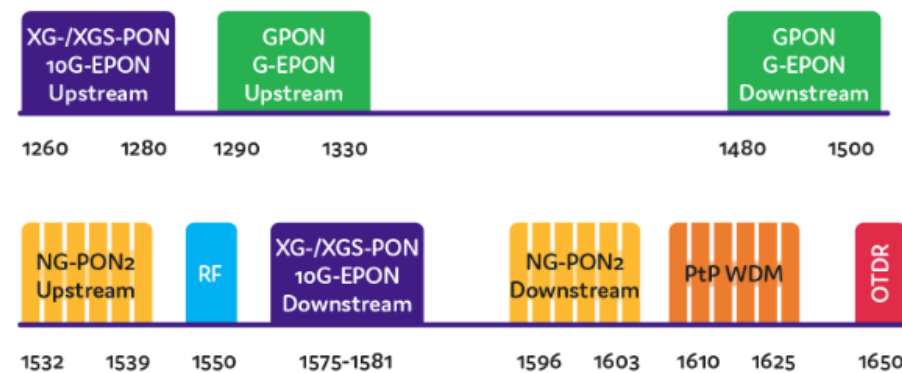 XG-/XGS-PON
10G-EPON
Upstream
GPON
G-EPON
Upstream
GPON
G-EPON
Downstream
1260 1280 1290 1330 1480 1500
NG-PON2
Upstream
RF
XG-/XGS-PON
10G-EPON
Downstream
NG-PON2
Downstream
PtP WDM
OTDR
1532 1539 1550 1575-1581 1596 1603 1610 1625 1650